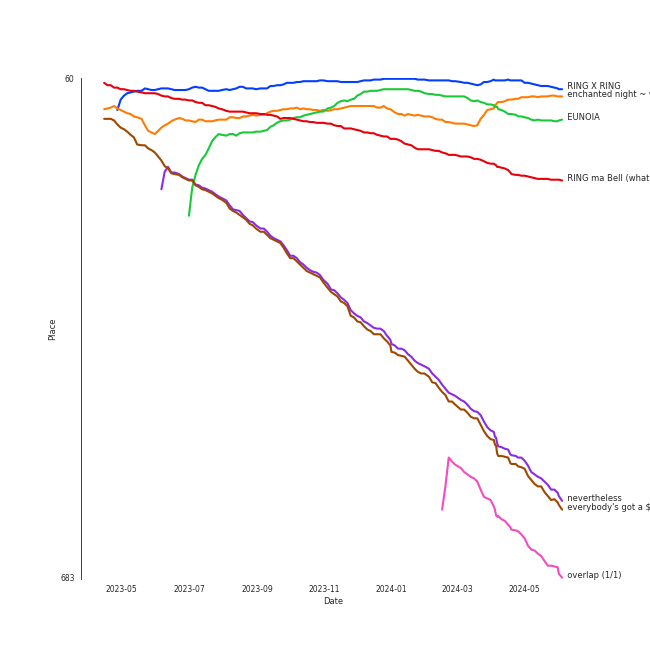 60
RING X RING
enchanted night ~
EUNOIA
RING ma Bell (what
Place
nevertheless
everybody's got a $
overlap (1/1)
683
2023-05
2023-07
2023-09
2023-11
2024-01
2024-03
2024-05
Date